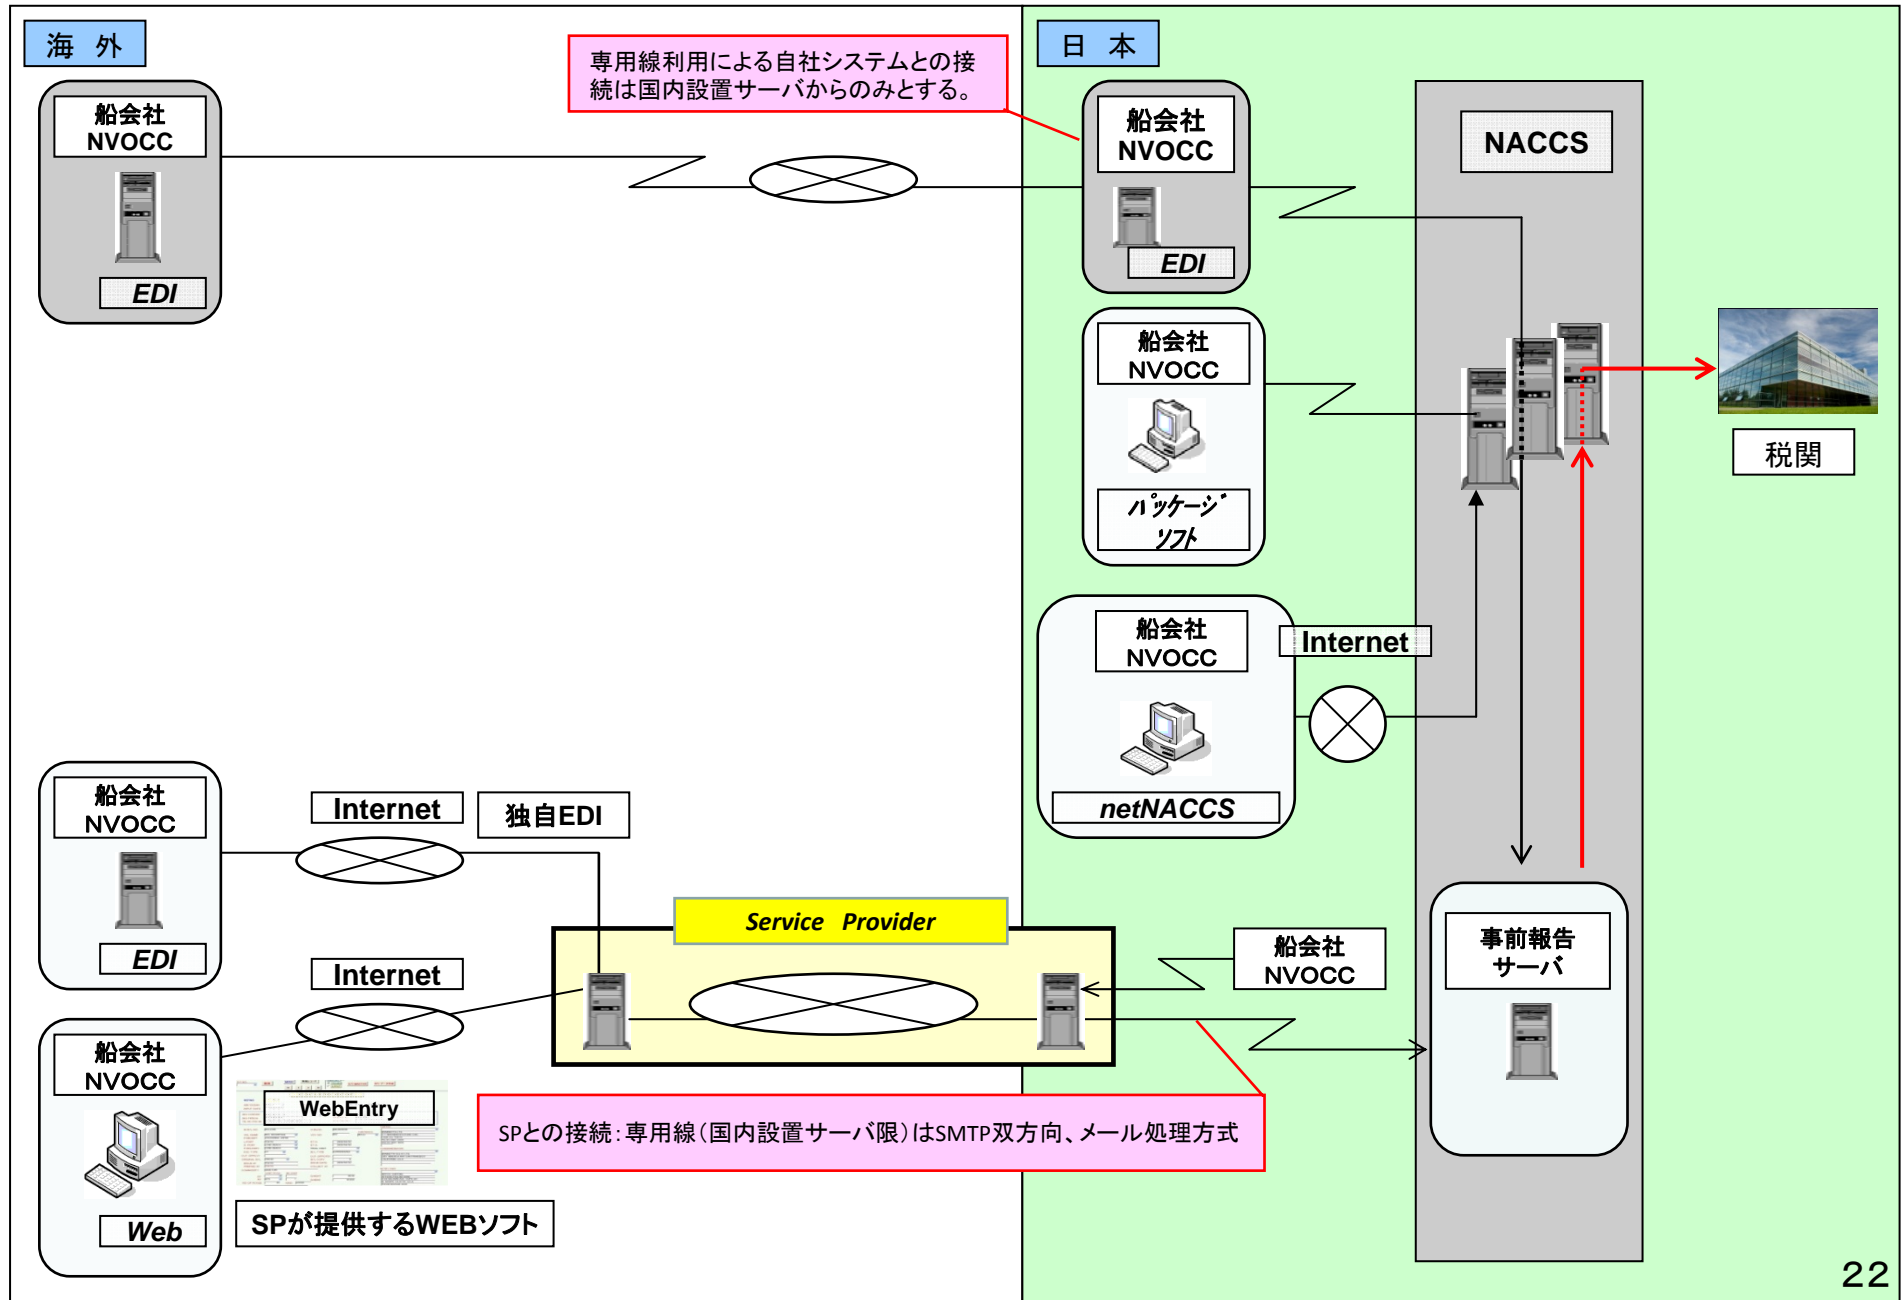 海 外
日 本
専用線利用による自社システムとの接
続は国内設置サーバからのみとする。
船会社
NVOCC
EDI
船会社
NVOCC
EDI
NACCS
船会社
NVOCC
パッケージ
ソフト
税関
船会社
NVOCC
Internet
netNACCS
船会社
NVOCC
EDI
Internet
独自EDI
Service Provider
船会社
NVOCC
事前報告
サーバ
Internet
船会社
NVOCC
Web
WebEntry
SPとの接続：専用線（国内設置サーバ限）はSMTP双方向、メール処理方式
SPが提供するWEBソフト
22